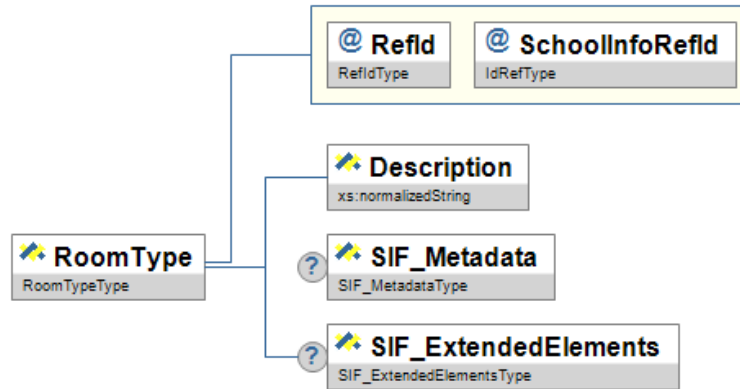 @ RefId
RefIdType
@ SchoolInfoRefId
IdRefType
Description
xs:normalizedString
RoomType
RoomTypeType
? SIF_Metadata
SIF_MetadataType
? SIF_ExtendedElements
SIF_ExtendedElementsType